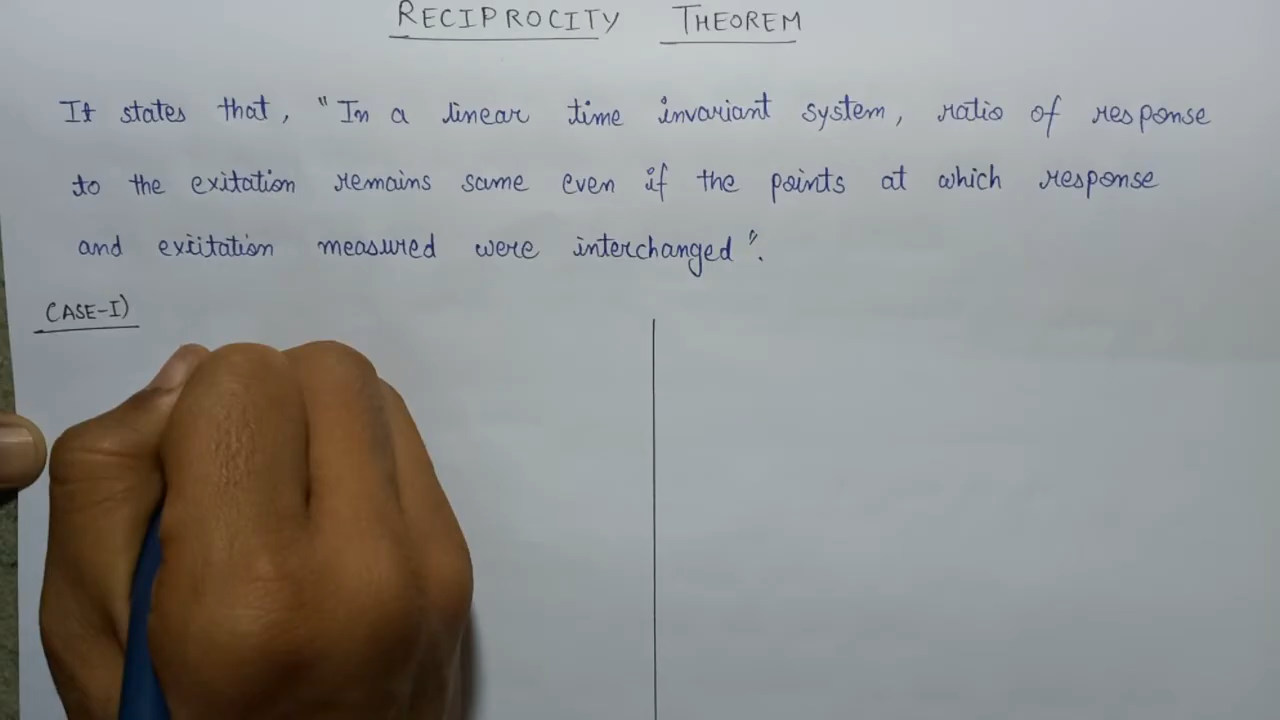 RECIPROCITY THEOREM
It states that, "In a linear time invariant system, ratio of response
to the exitation remains same even if the points at which response
and exiitation measured were interchanged".
CASE-I)